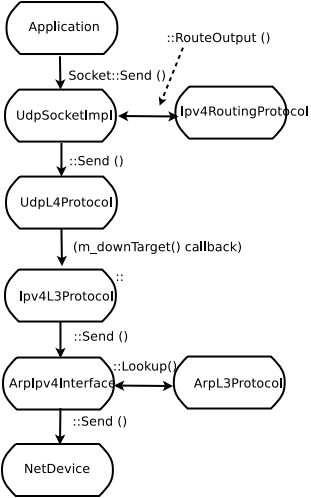 Application
::RouteOutput ()
Socket::Send ()
UdpSocketImpl
Ipv4RoutingProtocol
::Send ()
UdpL4Protocol
(m_downTarget() callback)
::
Ipv4L3Protocol
::Send ()
::Lookup()
ArpIpv4Interface
ArpL3Protocol
::Send ()
NetDevice